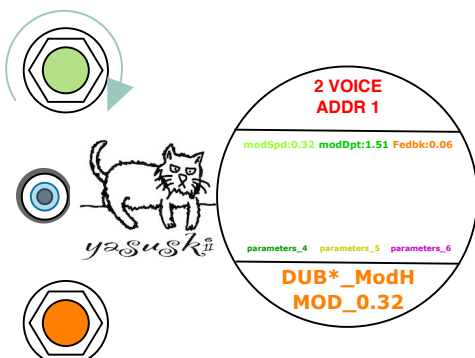 2 VOICE
ADDR 1
modSpd:0.32 modDpt:1.51 Fedbk:0.06
yasuski
parameters_4 parameters_5 parameters_6
DUB*_ModH
MOD_0.32